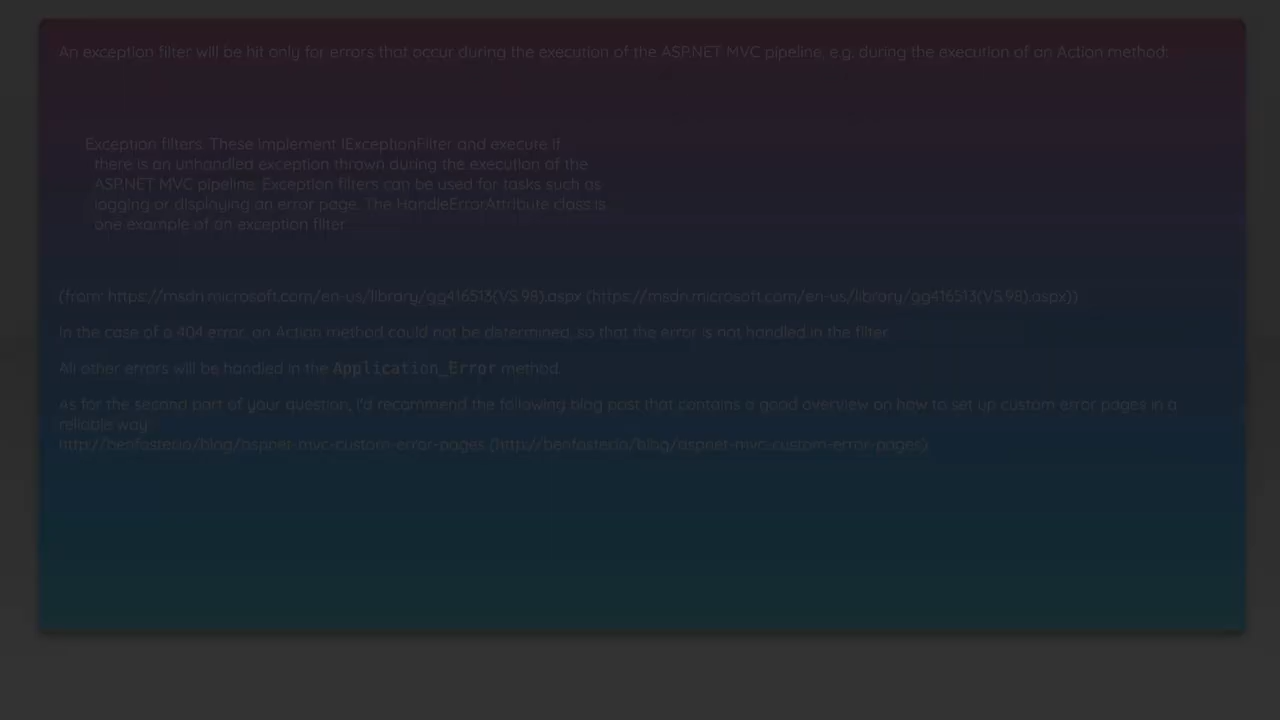 An exception filter will be hit only for errors that occur during the execution of the ASP.NET MVC pipeline, e.g. during the execution of an Action method:
Exception filters. These implement IExceptionFilter and execute if
there is an unhandled exception thrown during the execution of the
ASP.NET MVC pipeline. Exception filters can be used for tasks such as
logging or displaying an error page. The HandleErrorAttribute class is
one example of an exception filter.
(from: https://msdn.microsoft.com/en-us/library/gg416513(VS.98).aspx (https://msdn.microsoft.com/en-us/library/gg416513(VS.98).aspx))
In the case of a 404 error, an Action method could not be determined, so that the error is not handled in the filter.
All other errors will be handled in the Application_Error method.
As for the second part of your question, I'd recommend the following blog post that contains a good overview on how to set up custom error pages in a
reliable way:
http://benfoster.io/blog/aspnet-mvc-custom-error-pages (http://benfoster.io/blog/aspnet-mvc-custom-error-pages)